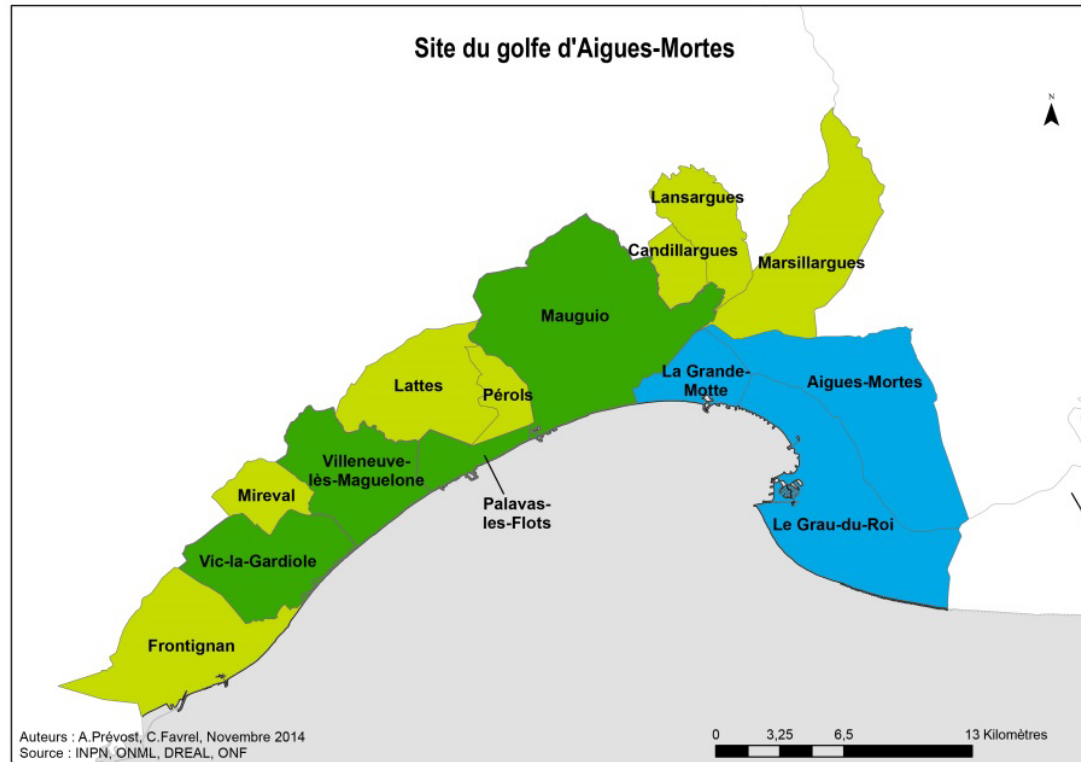 Site du golfe d'Aigues-Mortes
N
Lansargues
Candillargues
Marsillargues
Mauguio
La Grande-
Motte
Aigues-Mortes
Lattes
Pérols
Villeneuve-
lès-Maguelone
Mireval
Palavas-
les-Flots
Le Grau-du-Roi
Vic-la-Gardiole
Frontignan
Auteurs : A.Prévost, C.Favrel, Novembre 2014
Source : INPN, ONML, DREAL, ONF
0 3,25 6,5 13 Kilomètres